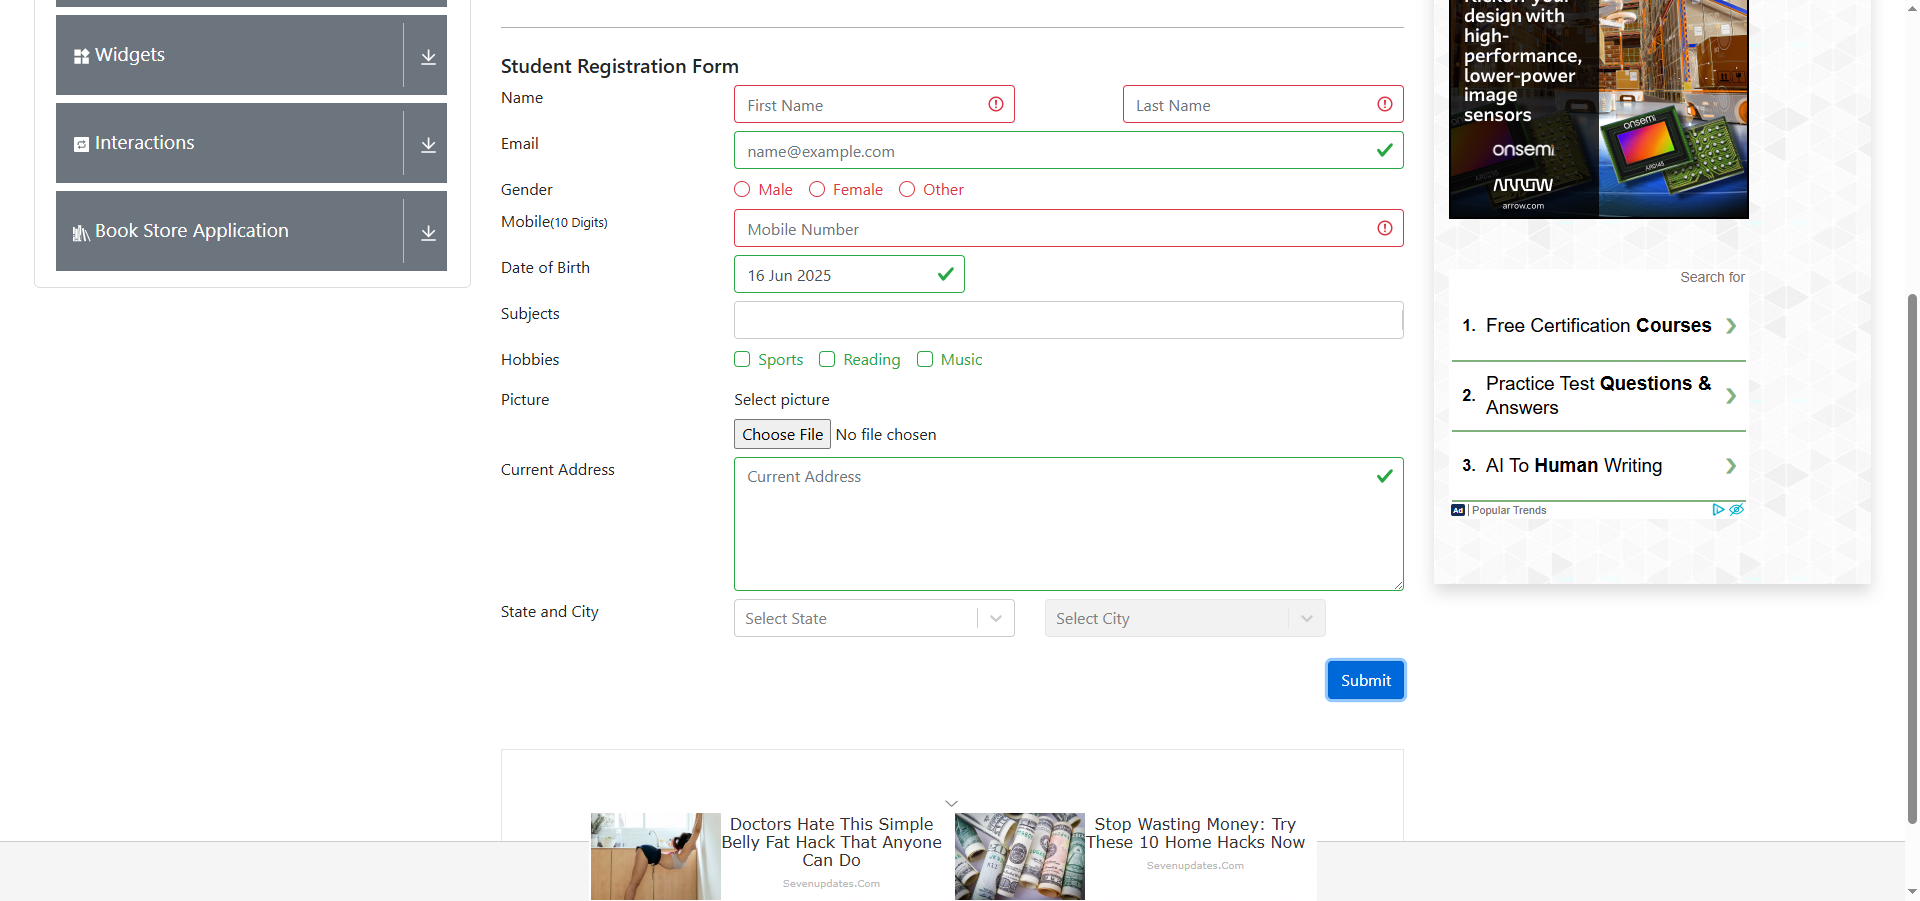 Widgets
Interactions
Book Store Application
Student Registration Form
Name
First Name
Last Name
Email
name@example.com
Gender
Male
Female
Other
Mobile(10 Digits)
Mobile Number
Date of Birth
16 Jun 2025
Subjects
Hobbies
Sports
Reading
Music
Picture
Select picture
Choose File No file chosen
Current Address
Current Address
State and City
Select State
Select City
Submit
design with
high-
performance,
lower-power
image
sensors
onsemi
ARROW
arrow.com
onsemi
Search for
1. Free Certification Courses
2. Practice Test Questions &
Answers
3. AI To Human Writing
Ad | Popular Trends
Doctors Hate This Simple
Belly Fat Hack That Anyone
Can Do
Sevenupdates.Com
Stop Wasting Money: Try
These 10 Home Hacks Now
Sevenupdates.Com